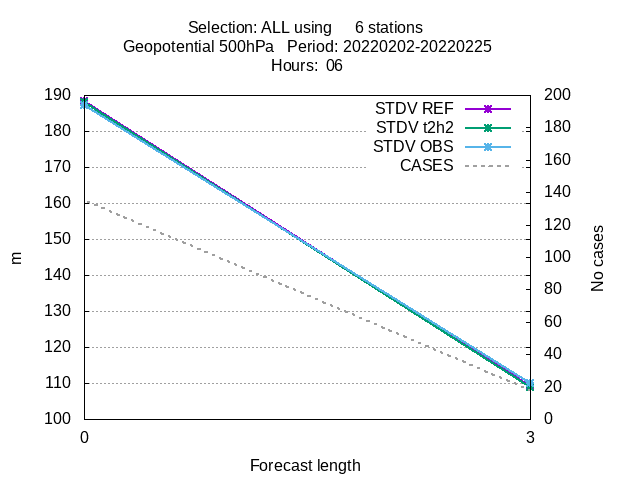 Selection: ALL using     6 stations
Geopotential 500hPa   Period: 20220202-20220225
Hours:  06
190
180
170
160
150
140
130
120
110
100
200
180
160
140
120
100
80
60
40
20
0
STDV REF
STDV t2h2
STDV OBS
CASES
m
No cases
0
3
Forecast length